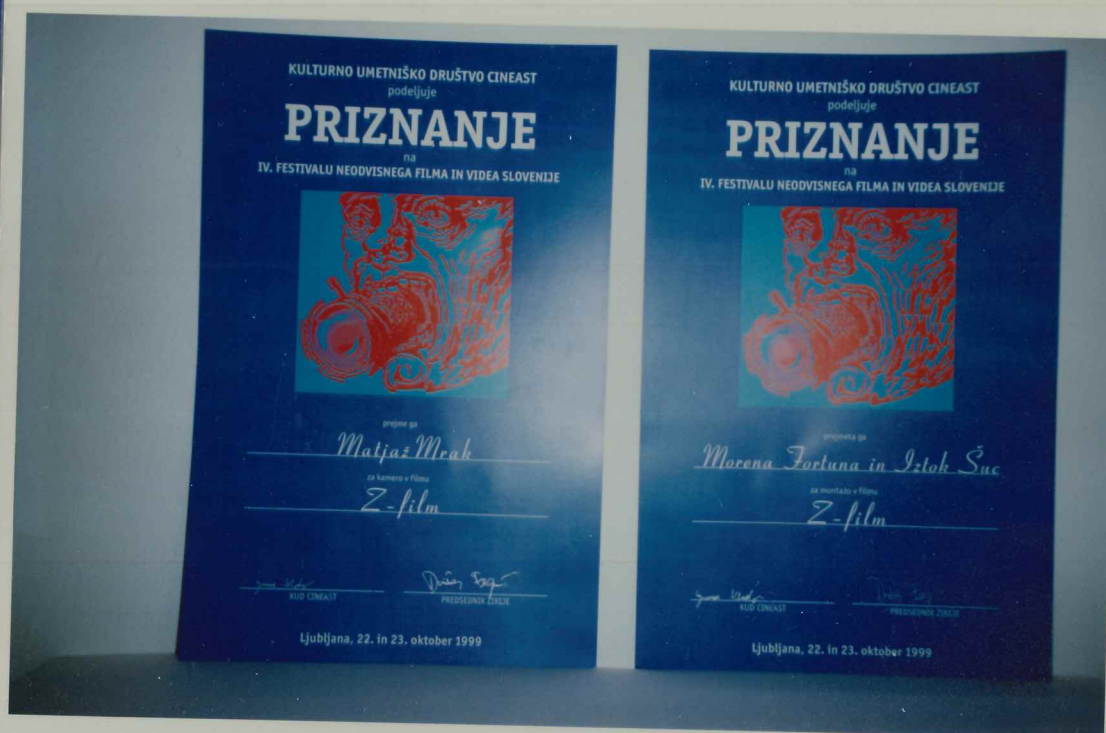 KULTURNO UMETNIŠKO DRUŠTVO CINEAST
podeljuje
PRIZNANJE
na
IV. FESTIVALU NEODVISNEGA FILMA IN VIDEA SLOVENIJE
prejme ga
Matjaž Mrak
za kamero v filmu
Z-film
KUD CINEAST
PREDSEDNIK ŽIRIJE
Ljubljana, 22. in 23. oktober 1999
KULTURNO UMETNIŠKO DRUŠTVO CINEAST
podeljuje
PRIZNANJE
na
IV. FESTIVALU NEODVISNEGA FILMA IN VIDEA SLOVENIJE
prejmeta ga
Morena Fortuna in Iztok Šuc
za montažo v filmu
Z-film
KUD CINEAST
PREDSEDNIK ŽIRIJE
Ljubljana, 22. in 23. oktober 1999